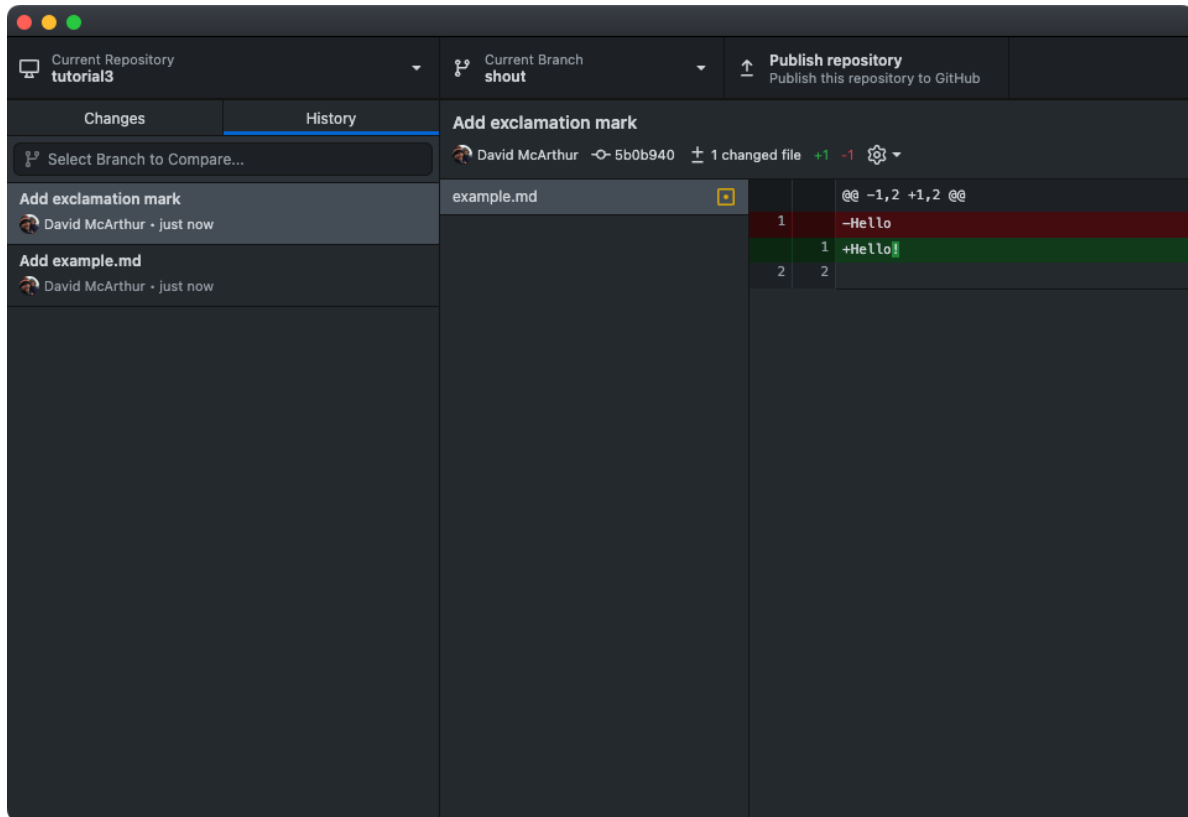 Current Repository
tutorial3
Current Branch
shout
Publish repository
Publish this repository to GitHub
Changes
History
Select Branch to Compare...
Add exclamation mark
David McArthur • just now
Add example.md
David McArthur • just now
Add exclamation mark
David McArthur 5b0b940 1 changed file +1 -1
example.md
@@ -1,2 +1,2 @@
1 -Hello
1 +Hello!
2 2